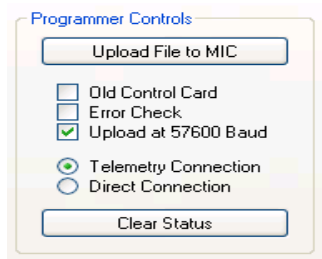 Programmer Controls
Upload File to MIC
Old Control Card
Error Check
Upload at 57600 Baud
Telemetry Connection
Direct Connection
Clear Status